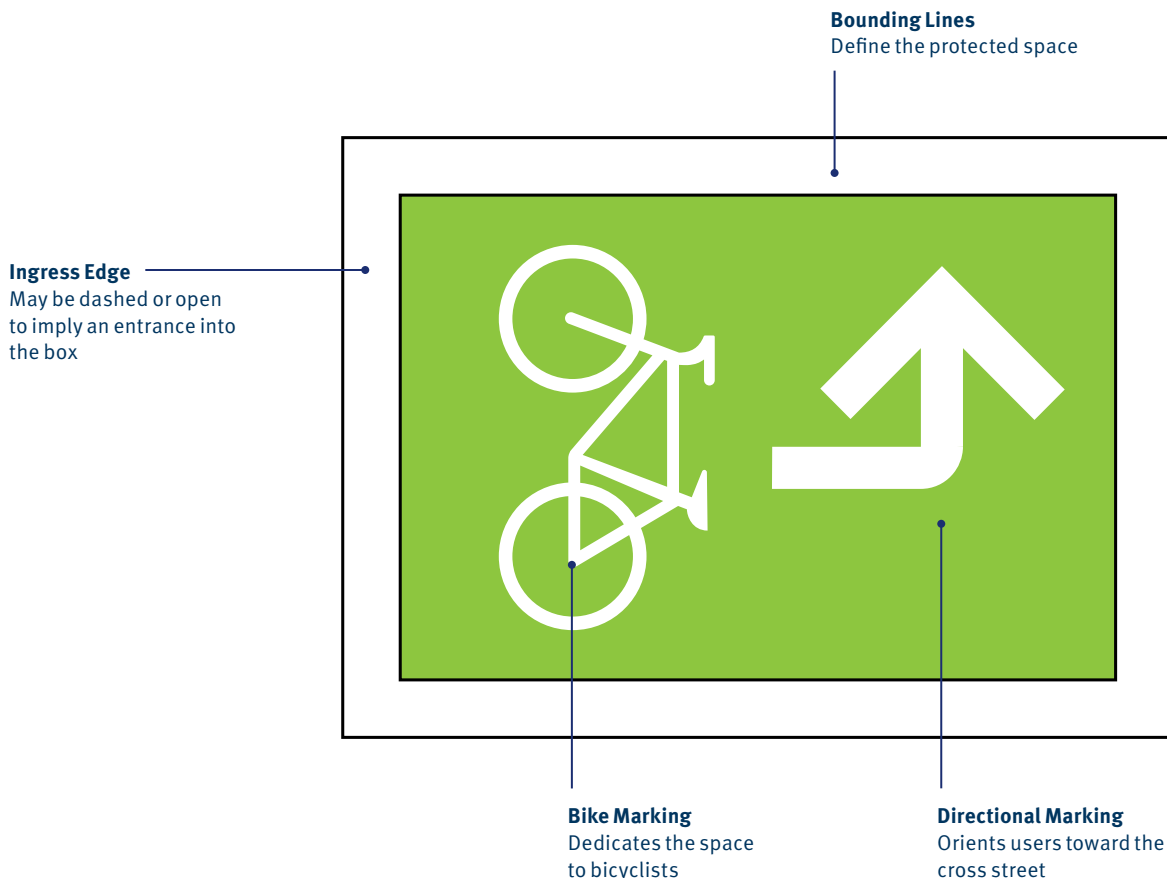 Bounding Lines
Define the protected space
Ingress Edge
May be dashed or open
to imply an entrance into
the box
Bike Marking
Dedicates the space
to bicyclists
Directional Marking
Orients users toward the
cross street